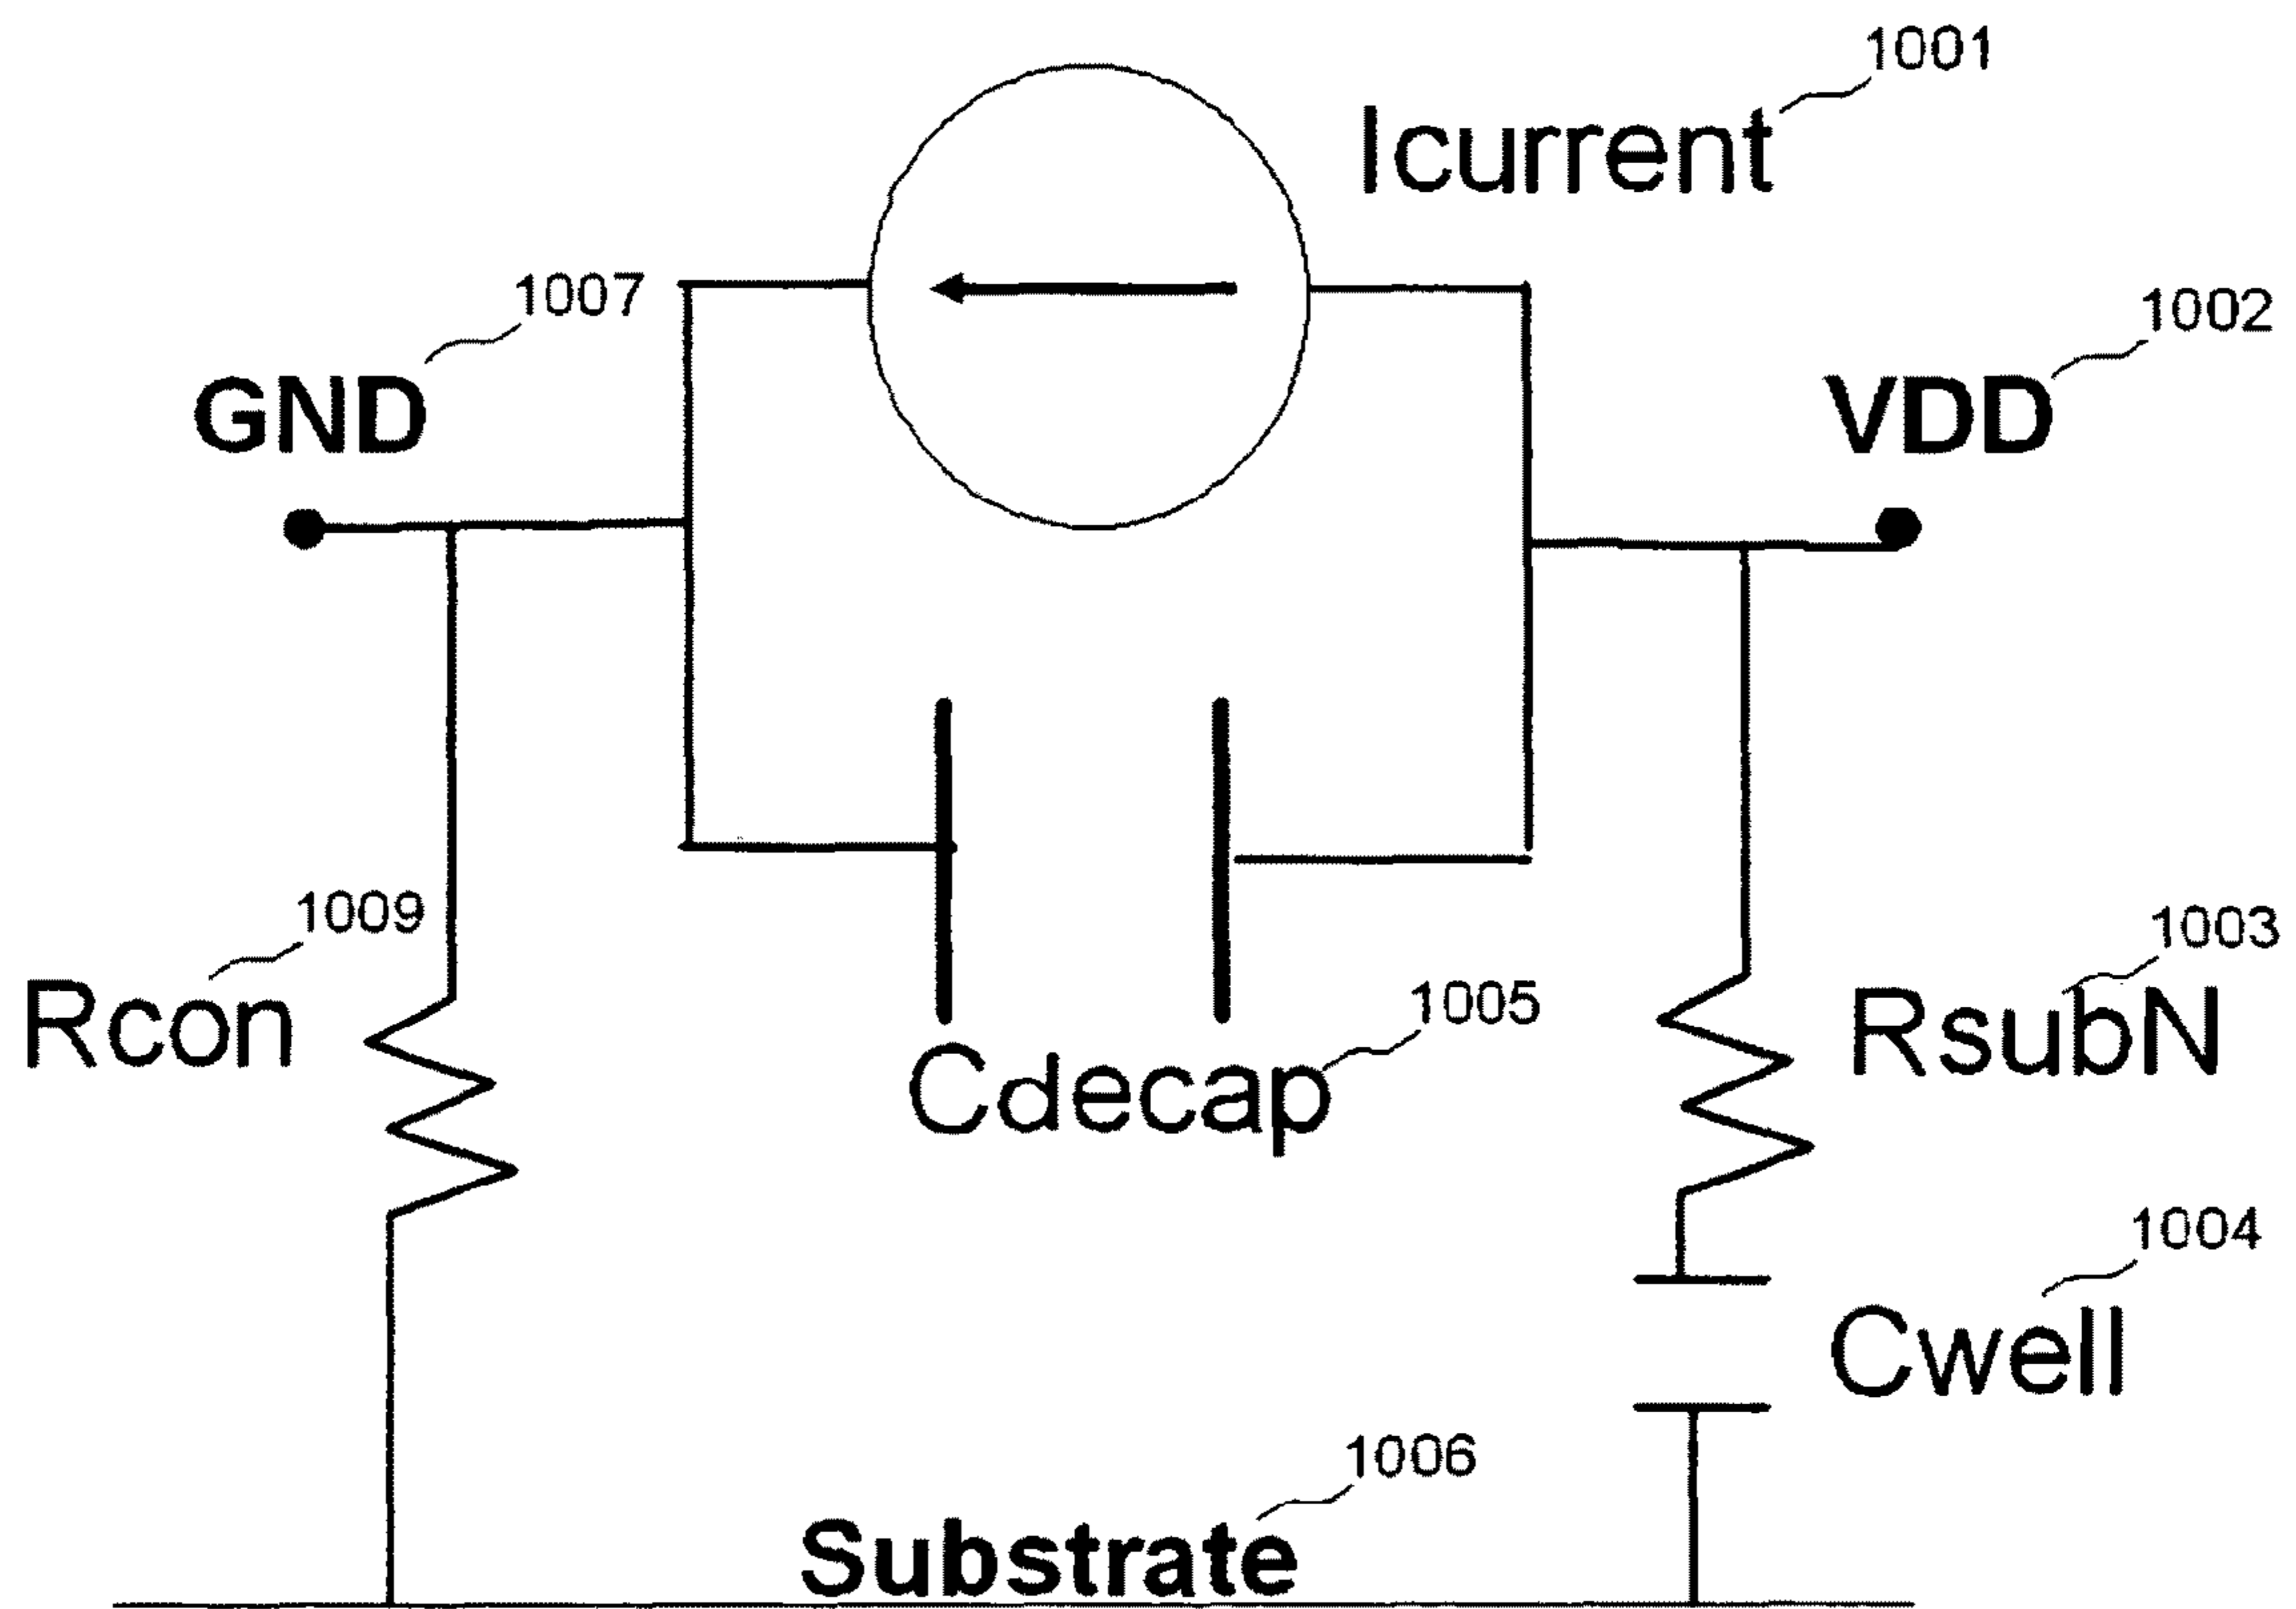 1001
Icurrent
1007
1002
GND
VDD
1009
1003
Rcon
1005
RsubN
Cdecap
1004
Cwell
1006
Substrate